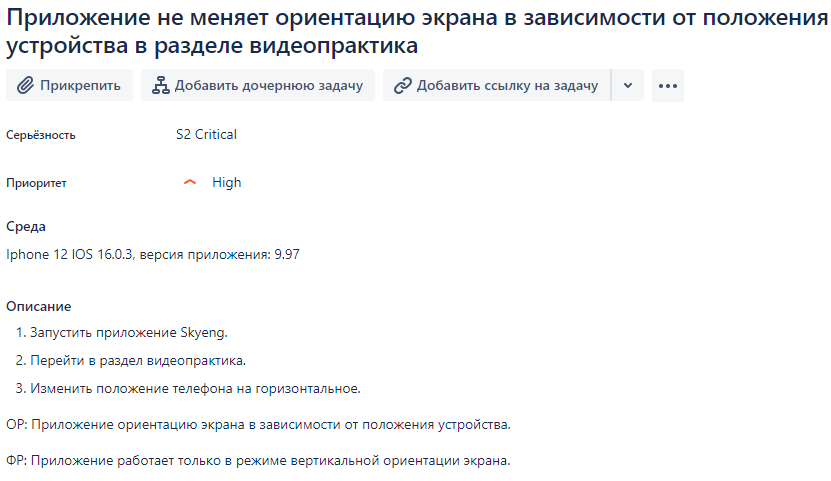 Приложение не меняет ориентацию экрана в зависимости от положения
устройства в разделе видеопрактика
Прикрепить
Добавить дочернюю задачу
Добавить ссылку на задачу
Серьёзность
S2 Critical
Приоритет
High
Среда
Iphone 12 IOS 16.0.3, версия приложения: 9.97
Описание
1. Запустить приложение Skyeng.
2. Перейти в раздел видеопрактика.
3. Изменить положение телефона на горизонтальное.
ОР: Приложение ориентацию экрана в зависимости от положения устройства.
ФР: Приложение работает только в режиме вертикальной ориентации экрана.